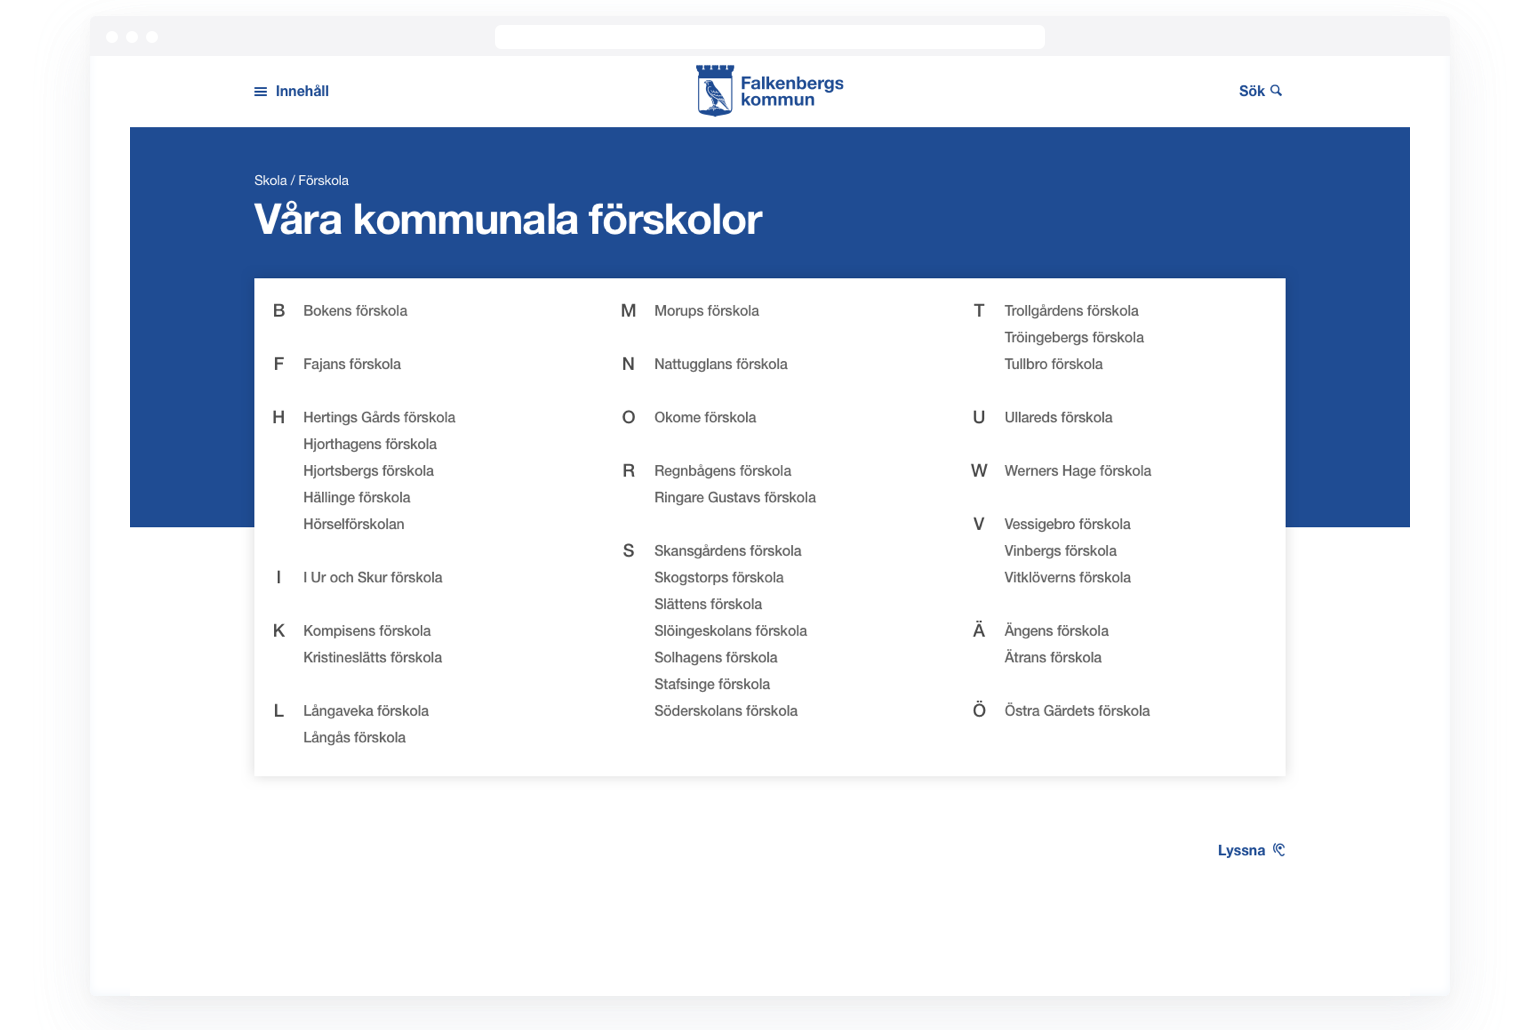 Innehåll
Falkenbergs
kommun
Sök
Skola / Förskola
Våra kommunala förskolor
B Bokens förskola
F Fajans förskola
H Hertings Gårds förskola
Hjorthagens förskola
Hjortsbergs förskola
Hällinge förskola
Hörselförskolan
I I Ur och Skur förskola
K Kompisens förskola
Kristineslätts förskola
L Långaveka förskola
Långås förskola
M Morups förskola
N Nattugglans förskola
O Okome förskola
R Regnbågens förskola
Ringare Gustavs förskola
S Skansgårdens förskola
Skogstorps förskola
Slättens förskola
Slöingeskolans förskola
Solhagens förskola
Stafsinge förskola
Söderskolans förskola
T Trollgårdens förskola
Tröingebergs förskola
Tullbro förskola
U Ullareds förskola
W Werners Hage förskola
V Vessigebro förskola
Vinbergs förskola
Vitklöverns förskola
Ä Ängens förskola
Ätrans förskola
Ö Östra Gärdets förskola
Lyssna